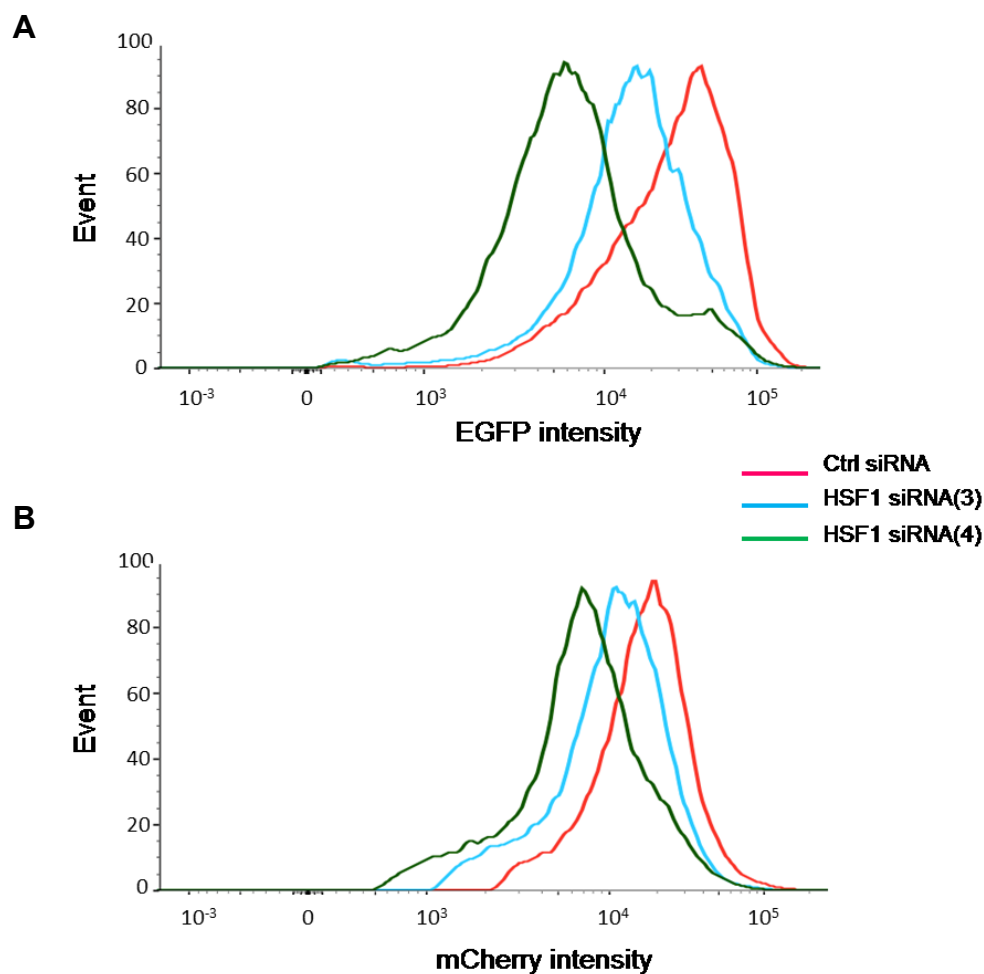 A
100
80
60
40
20
0
Event
10-3 0 10³ 10⁴ 10⁵
EGFP intensity
Ctrl siRNA
HSF1 siRNA(3)
HSF1 siRNA(4)
B
100
80
60
40
20
0
Event
10-3 0 10³ 10⁴ 10⁵
mCherry intensity